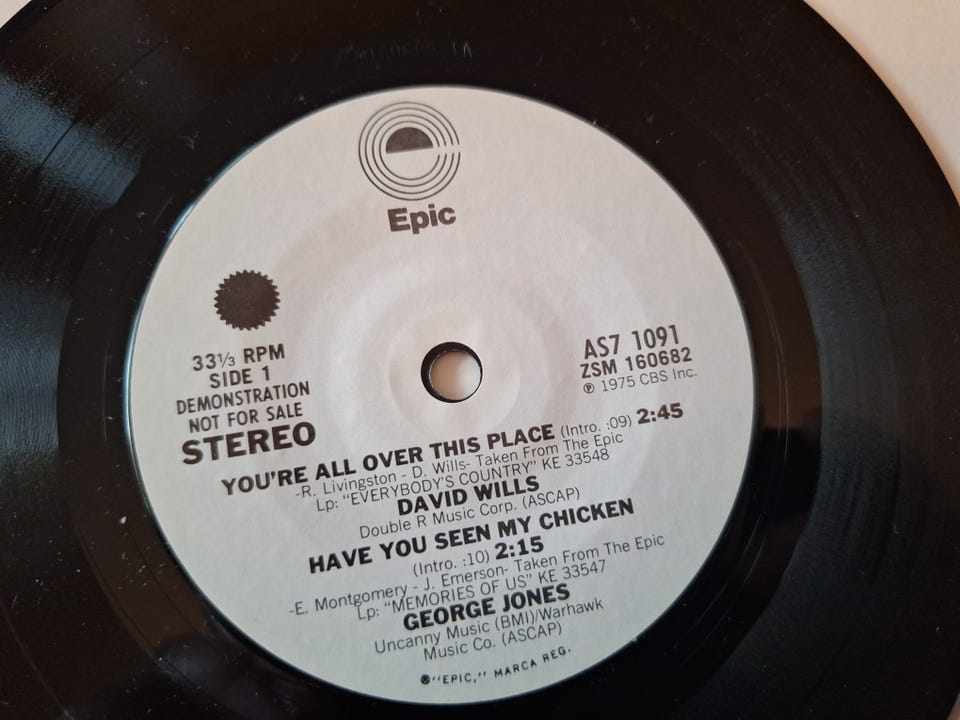 Epic
33⅓ RPM
SIDE 1
DEMONSTRATION
NOT FOR SALE
STEREO
AS7 1091
ZSM 160682
℗ 1975 CBS Inc.
YOU'RE ALL OVER THIS PLACE (Intro. :09) 2:45
-R. Livingston - D. Wills- Taken From The Epic
Lp: "EVERYBODY'S COUNTRY" KE 33548
DAVID WILLS
Double R Music Corp. (ASCAP)
HAVE YOU SEEN MY CHICKEN
(Intro. :10) 2:15
-E. Montgomery - J. Emerson- Taken From The Epic
Lp: "MEMORIES OF US" KE 33547
GEORGE JONES
Uncanny Music (BMI)/Warhawk
Music Co. (ASCAP)
®"EPIC," MARCA REG.